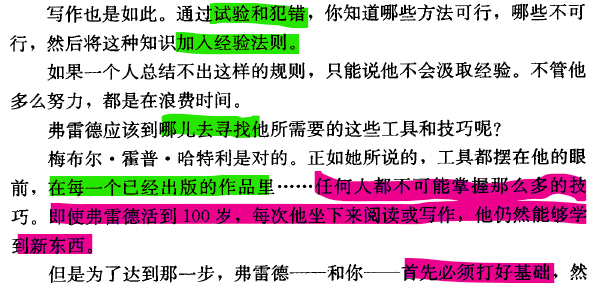 写作也是如此。通过试验和犯错，你知道哪些方法可行，哪些不可
行，然后将这种知识加入经验法则。
如果一个人总结不出这样的规则，只能说他不会汲取经验。不管他
多么努力，都是在浪费时间。
弗雷德应该到哪儿去寻找他所需要的这些工具和技巧呢？
梅布尔·霍普·哈特利是对的。正如她所说的，工具都摆在他的眼
前，在每一个已经出版的作品里……任何人都不可能掌握那么多的技
巧。即使弗雷德活到100岁，每次他坐下来阅读或写作，他仍然能够学
到新东西。
但是为了达到那一步，弗雷德——和你——首先必须打好基础，然